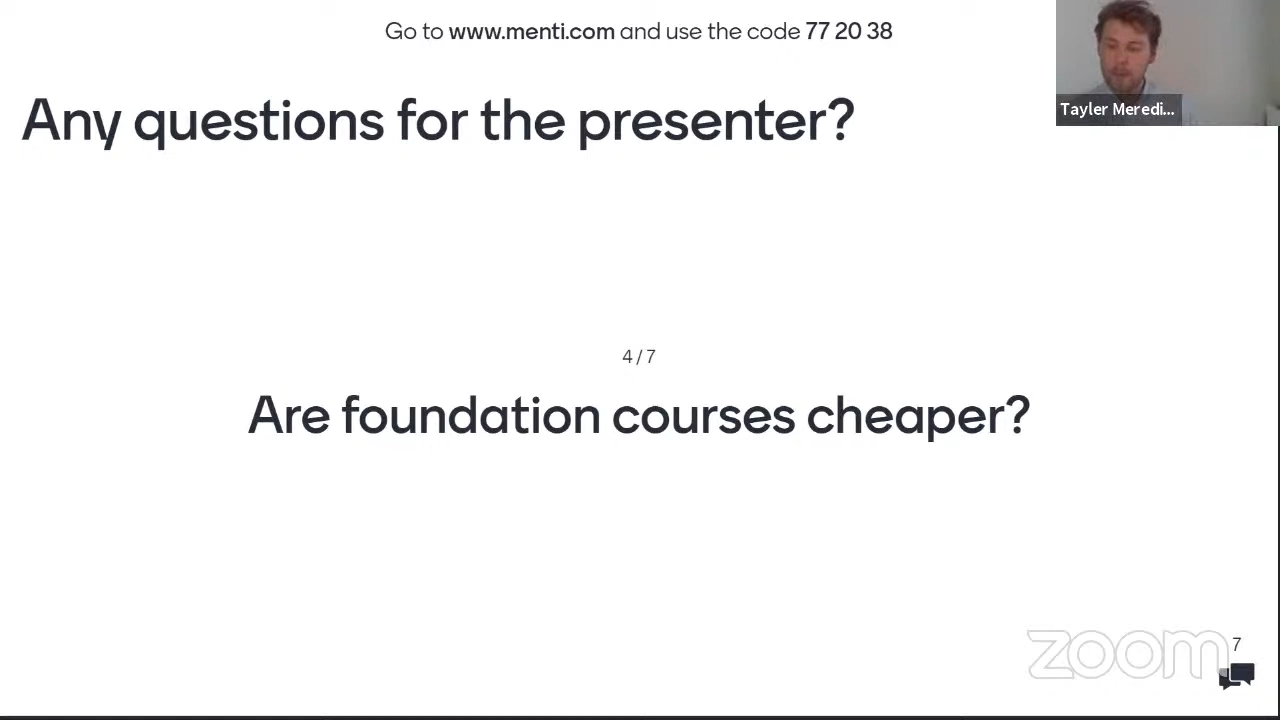 Go to www.menti.com and use the code 77 20 38
Tayler Meredi...
Any questions for the presenter?
4 / 7
Are foundation courses cheaper?
zoom
7